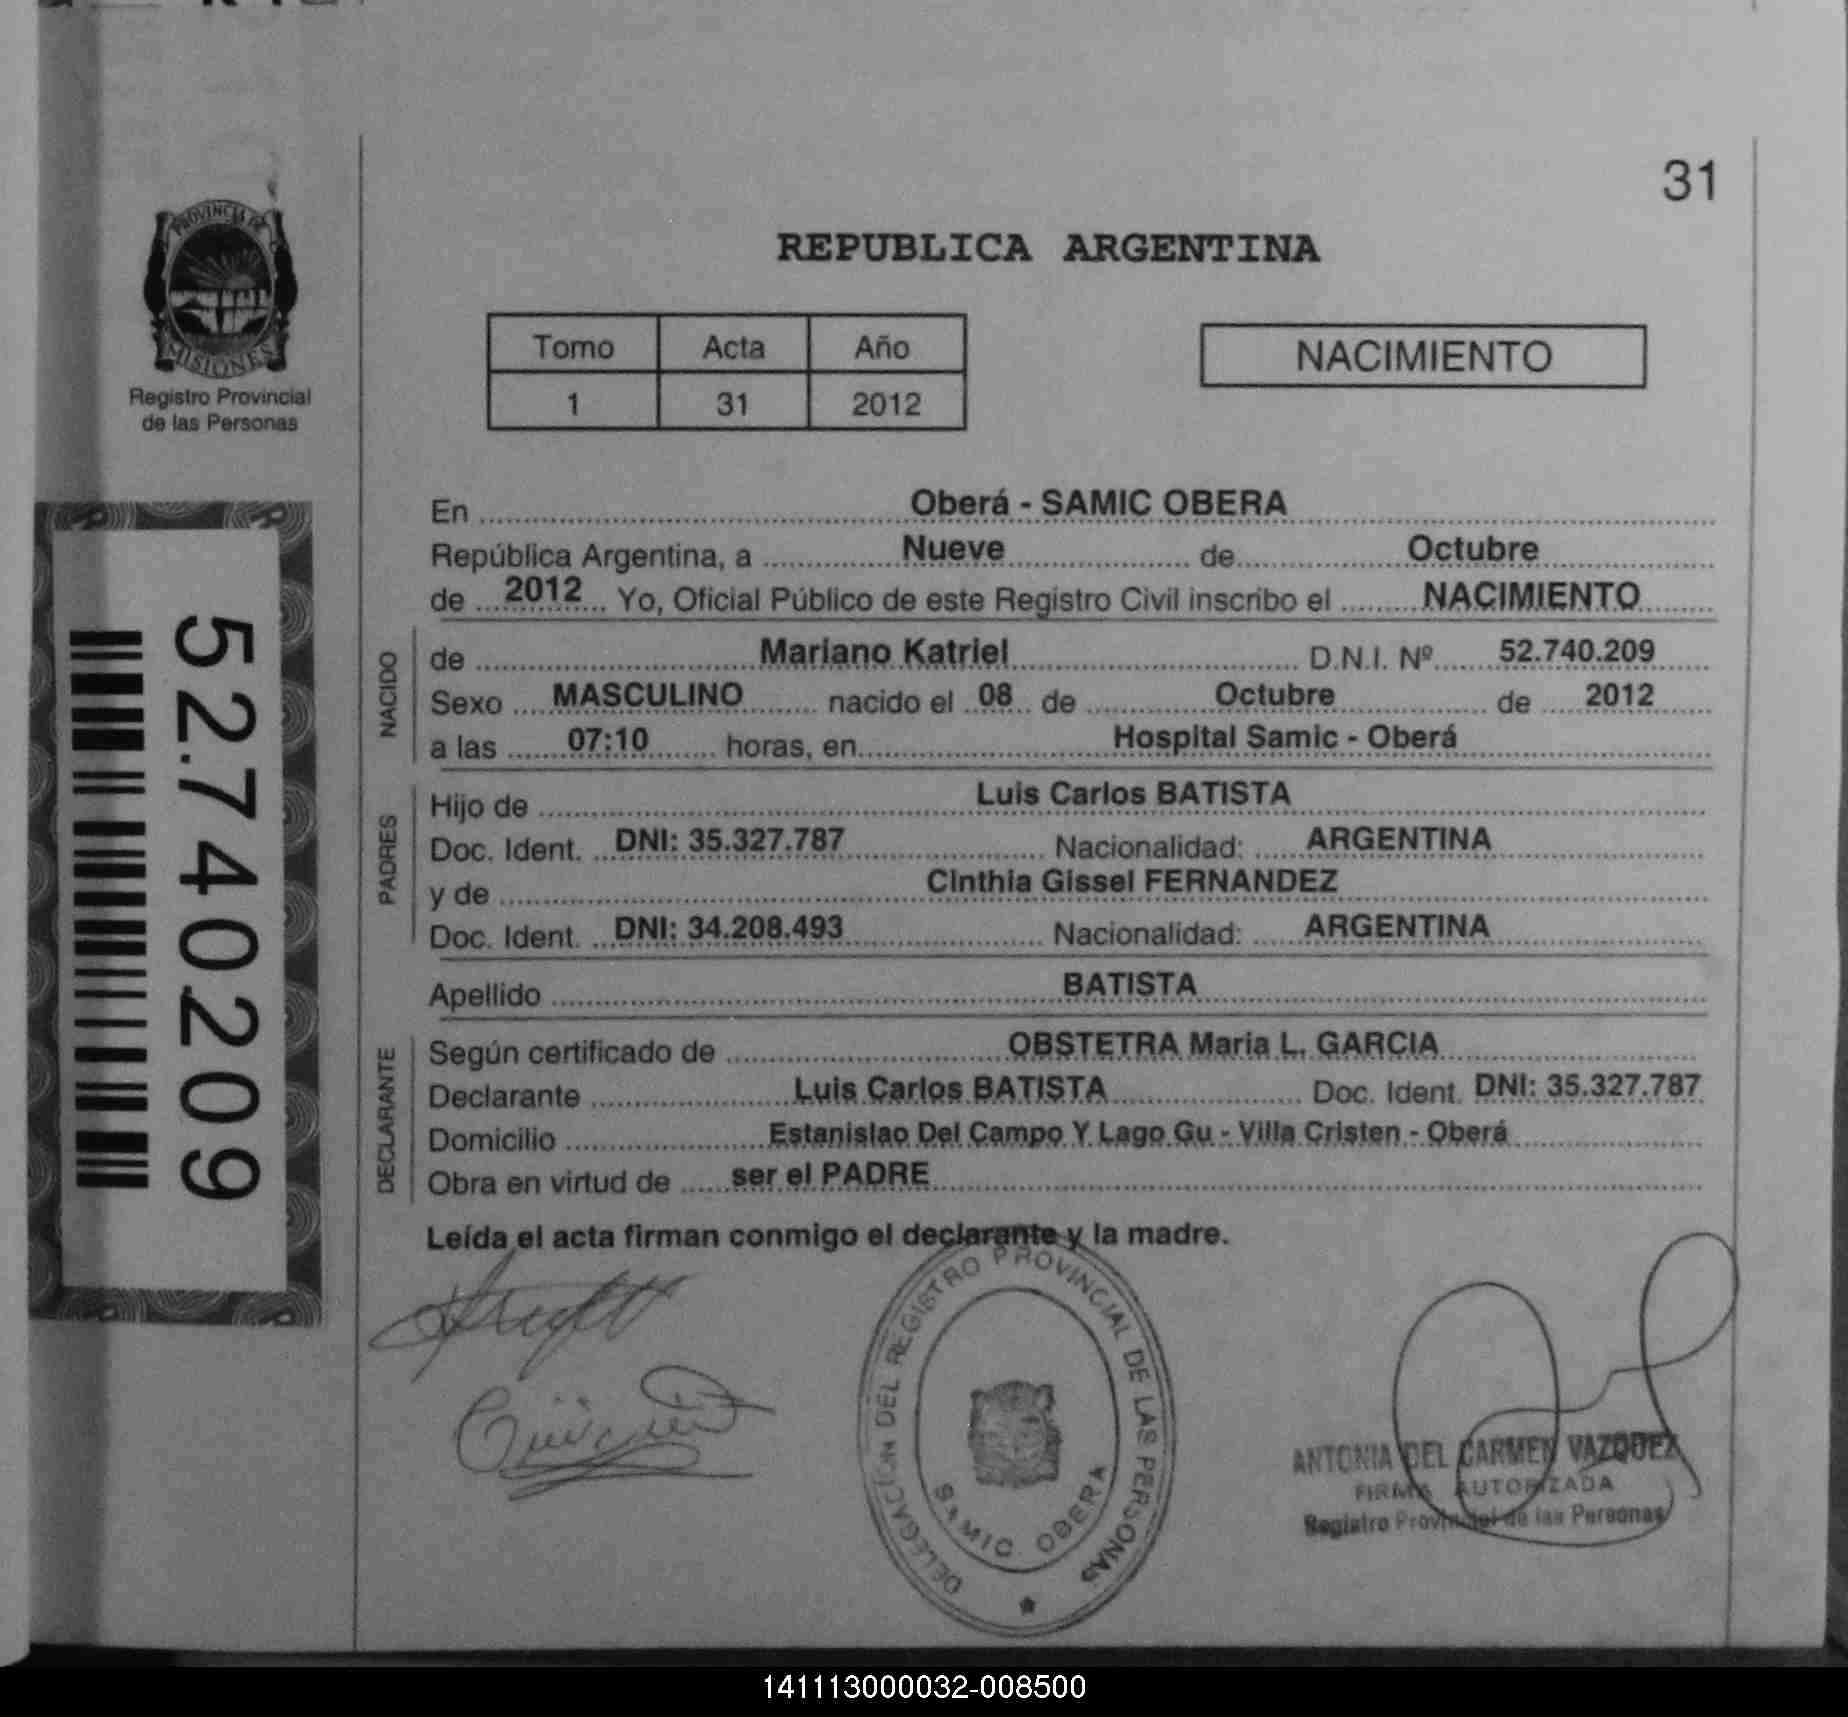 31
PROVINCIA DE
MISIONES
Registro Provincial
de las Personas
REPUBLICA ARGENTINA
Tomo Acta Año
1 31 2012
NACIMIENTO
52.740.209
En Oberá - SAMIC OBERA
República Argentina, a Nueve de Octubre
de 2012 Yo, Oficial Público de este Registro Civil inscribo el NACIMIENTO
NACIDO
de Mariano Katriel D.N.I. Nº 52.740.209
Sexo MASCULINO nacido el 08 de Octubre de 2012
a las 07:10 horas, en Hospital Samic - Oberá
PADRES
Hijo de Luis Carlos BATISTA
Doc. Ident. DNI: 35.327.787 Nacionalidad: ARGENTINA
y de Cinthia Gissel FERNANDEZ
Doc. Ident. DNI: 34.208.493 Nacionalidad: ARGENTINA
Apellido BATISTA
DECLARANTE
Según certificado de OBSTETRA Maria L. GARCIA
Declarante Luis Carlos BATISTA Doc. Ident. DNI: 35.327.787
Domicilio Estanislao Del Campo Y Lago Gu - Villa Cristen - Oberá
Obra en virtud de ser el PADRE
Leída el acta firman conmigo el declarante y la madre.
DELEGACION DEL REGISTRO PROVINCIAL DE LAS PERSONAS
SAMIC OBERA
ANTONIA DEL CARMEN VAZQUEZ
FIRMA AUTORIZADA
Registro Provincial de las Personas
141113000032-008500